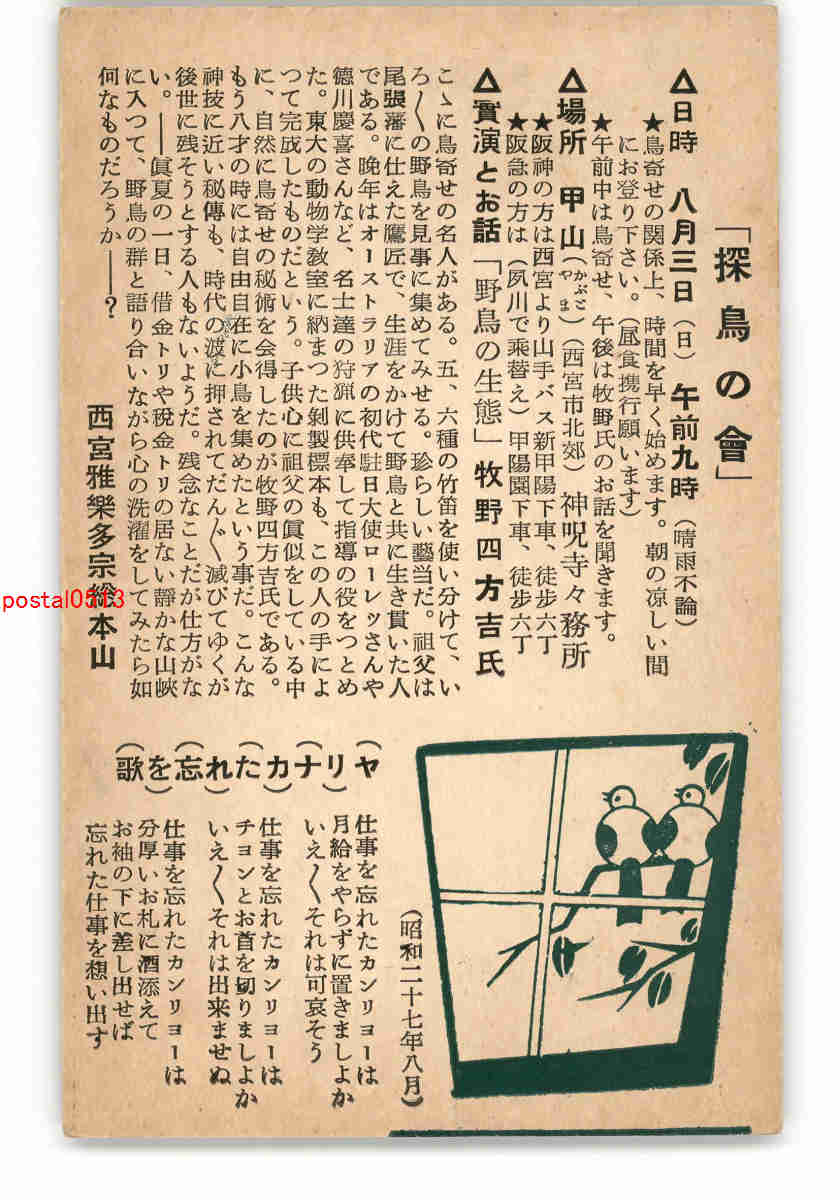 「探鳥の會」
△日時　八月三日（日）午前九時（晴雨不論）
★鳥寄せの関係上、時間を早く始めます。朝の凉しい間
にお登り下さい。（昼食携行願います）
★午前中は鳥寄せ、午後は牧野氏のお話を聞きます。
△場所　甲山（かぶとやま）（西宮市北郊）神呪寺々務所
★阪神の方は西宮より山手バス新甲陽下車、徒歩六丁
★阪急の方は（夙川で乘替え）甲陽園下車、徒歩六丁
△實演とお話「野鳥の生態」牧野四方吉氏
こゝに鳥寄せの名人がある。五、六種の竹笛を使い分けて、い
ろ〱の野鳥を見事に集めてみせる。珍らしい藝当だ。祖父は
尾張藩に仕えた鷹匠で、生涯をかけて野鳥と共に生き貫いた人
である。晩年はオーストラリアの初代駐日大使ローレッさんや
德川慶喜さんなど、名士達の狩猟に供奉して指導の役をつとめ
た。東大の動物学教室に納まつた剝製標本も、この人の手によ
つて完成したものだという。子供心に祖父の眞似をしている中
に、自然に鳥寄せの秘術を会得したのが牧野四方吉氏である。
もう八才の時には自由自在に小鳥を集めたという事だ。こんな
神技に近い秘傳も、時代の波に押されてだん〲滅びてゆくが
後世に残そうとする人もないようだ。残念なことだが仕方がな
い。――眞夏の一日、借金トリや税金トリの居ない靜かな山峽
に入つて、野鳥の群と語り合いながら心の洗濯をしてみたら如
何なものだろうか――？
西宮雅樂多宗総本山
postal0513
（歌）（を）（忘）（れ）（た）（カ）（ナ）（リ）（ヤ）
仕事を忘れたカンリョーは
月給をやらずに置きましよか
いえ〱それは可哀そう
仕事を忘れたカンリョーは
チョンとお首を切りましよか
いえ〱それは出来ませぬ
仕事を忘れたカンリョーは
分厚いお札に酒添えて
お袖の下に差し出せば
忘れた仕事を想い出す
（昭和二十七年八月）